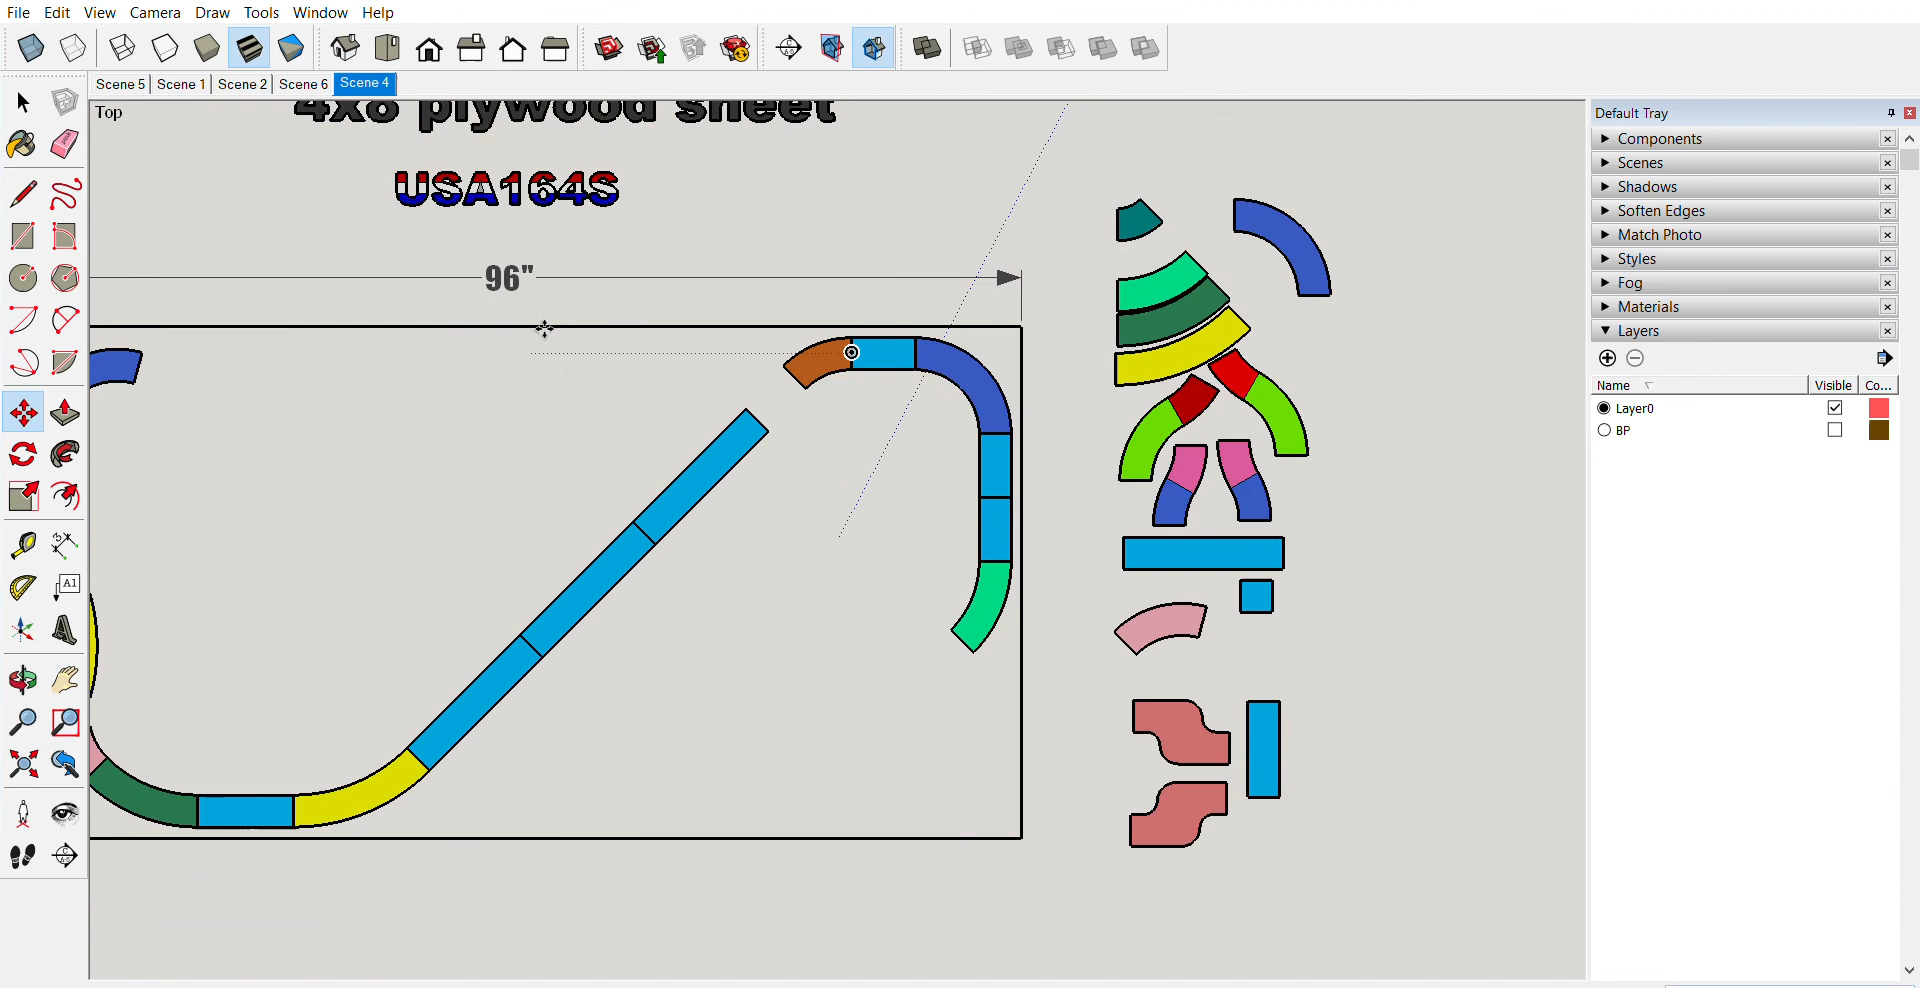 File Edit View Camera Draw Tools Window Help
Scene 5 Scene 1 Scene 2 Scene 6 Scene 4
Top
4x8 plywood sheet
USA164S
96"
A1
Default Tray
Components
Scenes
Shadows
Soften Edges
Match Photo
Styles
Fog
Materials
Layers
Name Visible Co...
Layer0
BP